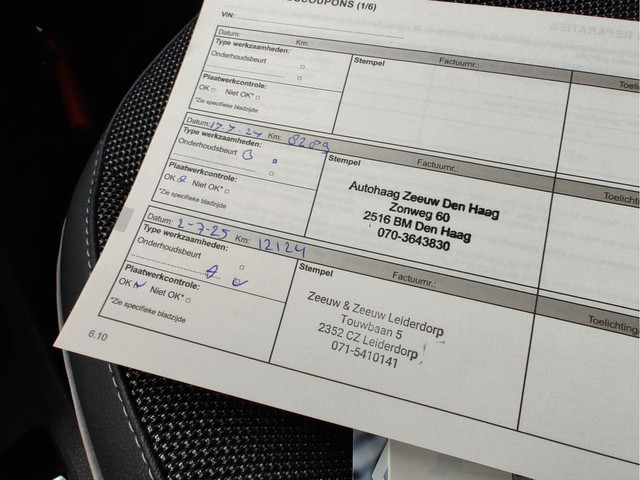 SCOUPONS (1/6)
VIN:
Datum: Km:
Type werkzaamheden: Stempel Factuurnr.: Toelich
Onderhoudsbeurt
Plaatwerkcontrole:
OK Niet OK*
*Zie specifieke bladzijde
Datum: 17-7-24 Km: 8289
Type werkzaamheden: Stempel Factuurnr.: Toelichti
Onderhoudsbeurt B
Plaatwerkcontrole:
OK Niet OK*
*Zie specifieke bladzijde
Autohaag Zeeuw Den Haag
Zonweg 60
2516 BM Den Haag
070-3643830
Datum: 2-7-25 Km: 12124
Type werkzaamheden: Stempel Factuurnr.: Toelichting/
Onderhoudsbeurt
A
Plaatwerkcontrole:
OK Niet OK*
*Zie specifieke bladzijde
Zeeuw & Zeeuw Leiderdorp
Touwbaan 5
2352 CZ Leiderdorp
071-5410141
6.10